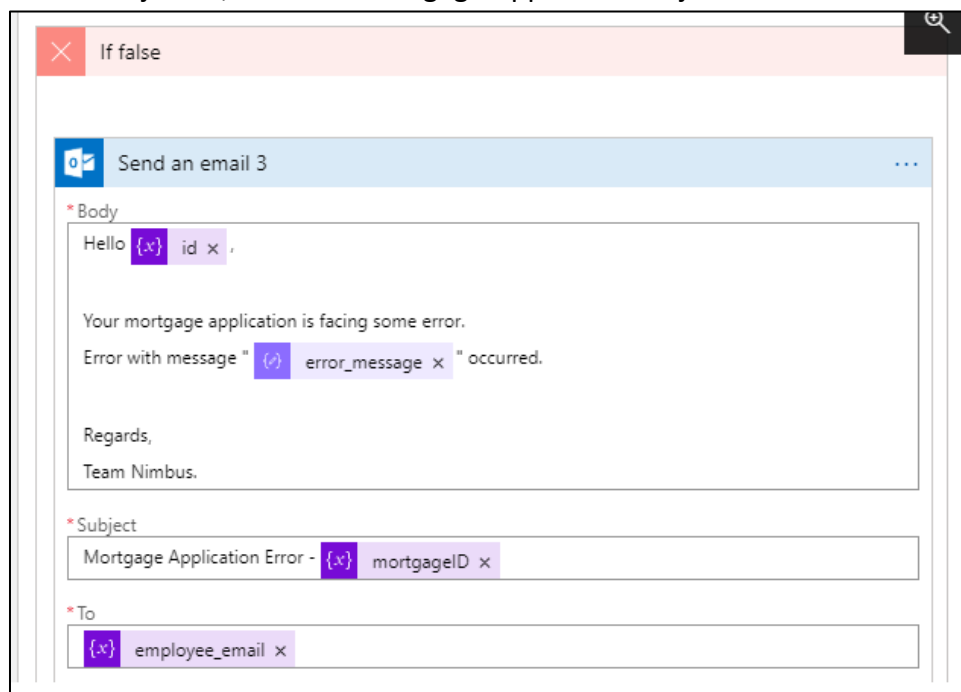 If false
Send an email 3
* Body
Hello {x} id × ,
Your mortgage application is facing some error.
Error with message " error_message × " occurred.
Regards,
Team Nimbus.
* Subject
Mortgage Application Error - {x} mortgageID ×
* To
{x} employee_email ×